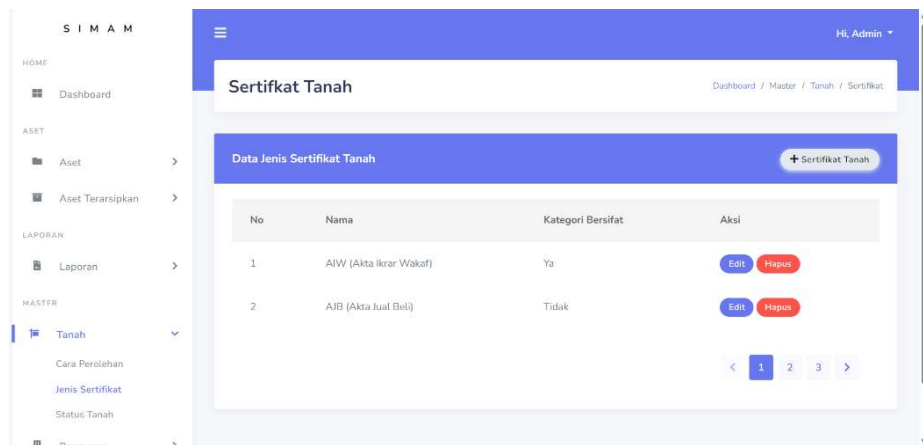 S I M A M
Hi, Admin
HOME
Dashboard
ASET
Aset
Aset Terarsipkan
LAPORAN
Laporan
MASTER
Tanah
Cara Perolehan
Jenis Sertifikat
Status Tanah
Sertifkat Tanah
Dashboard / Master / Tanah / Sertifikat
Data Jenis Sertifikat Tanah
+ Sertifikat Tanah
No Nama Kategori Bersifat Aksi
1 AIW (Akta Ikrar Wakaf) Ya Edit Hapus
2 AJB (Akta Jual Beli) Tidak Edit Hapus
< 1 2 3 >